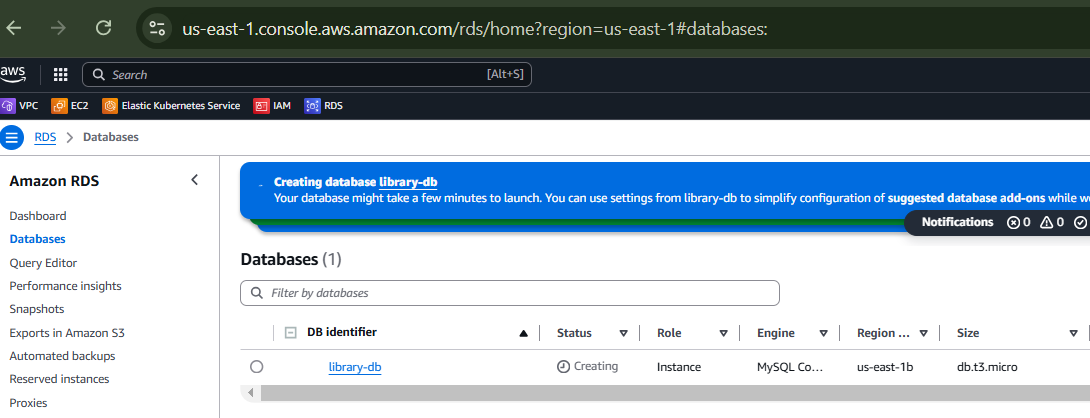 us-east-1.console.aws.amazon.com/rds/home?region=us-east-1#databases:
aws
Search
[Alt+S]
VPC EC2 Elastic Kubernetes Service IAM RDS
RDS > Databases
Amazon RDS
Dashboard
Databases
Query Editor
Performance insights
Snapshots
Exports in Amazon S3
Automated backups
Reserved instances
Proxies
Creating database library-db
Your database might take a few minutes to launch. You can use settings from library-db to simplify configuration of suggested database add-ons while w
Notifications 0 0
Databases (1)
Filter by databases
DB identifier Status Role Engine Region ... Size
library-db Creating Instance MySQL Co... us-east-1b db.t3.micro